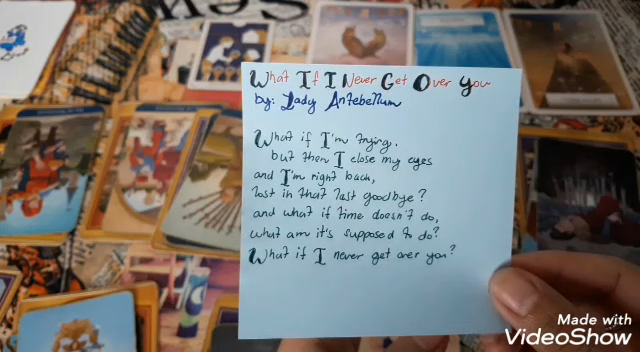 What If I Never Get Over You
by: Lady Antebellum
What if I'm trying.
but then I close my eyes
and I'm right back,
lost in that last goodbye?
and what if time doesn't do,
what am it's supposed to do?
What if I never get over you?
Made with
VideoShow